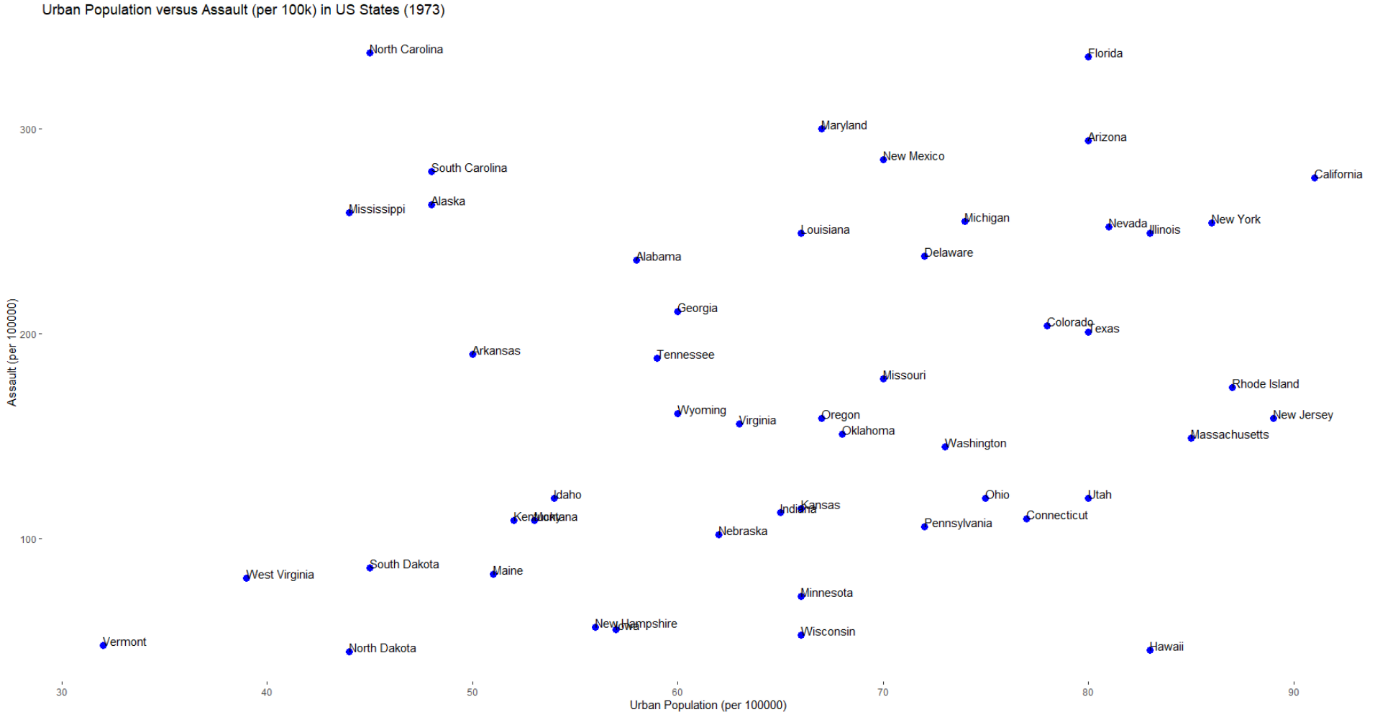 Urban Population versus Assault (per 100k) in US States (1973)
North Carolina
Florida
Maryland
300
Arizona
New Mexico
South Carolina
California
Alaska
Mississippi
Michigan
New York
Nevada
Illinois
Louisiana
Delaware
Alabama
Georgia
Colorado
Texas
200
Assault (per 100000)
Arkansas
Tennessee
Missouri
Rhode Island
Wyoming
Oregon
New Jersey
Virginia
Oklahoma
Massachusetts
Washington
Idaho
Ohio
Utah
Kansas
Indiana
Kentucky
Montana
Connecticut
Pennsylvania
100
Nebraska
West Virginia
South Dakota
Maine
Minnesota
New Hampshire
Iowa
Wisconsin
Vermont
North Dakota
Hawaii
30 40 50 60 70 80 90
Urban Population (per 100000)